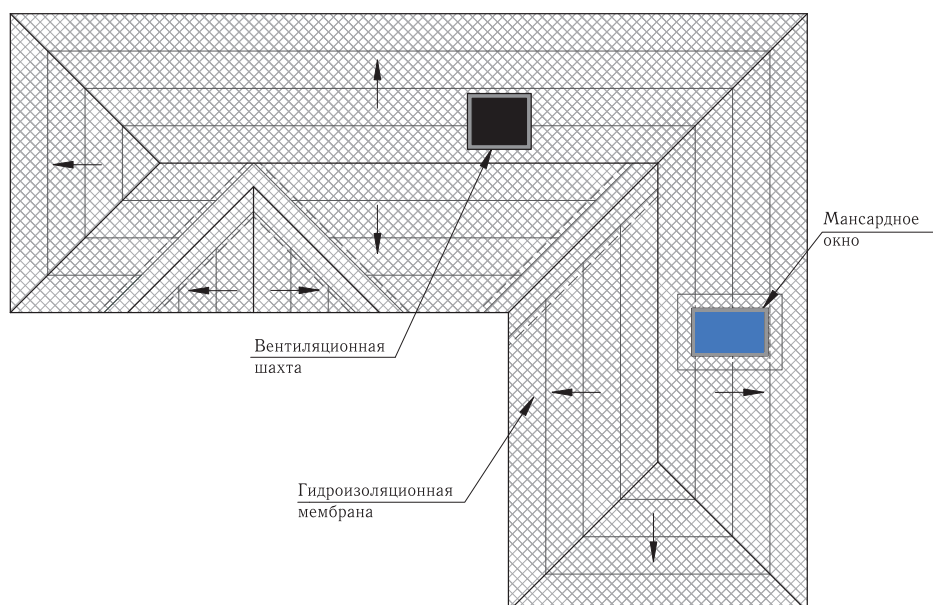 Мансардное
окно
Вентиляционная
шахта
Гидроизоляционная
мембрана